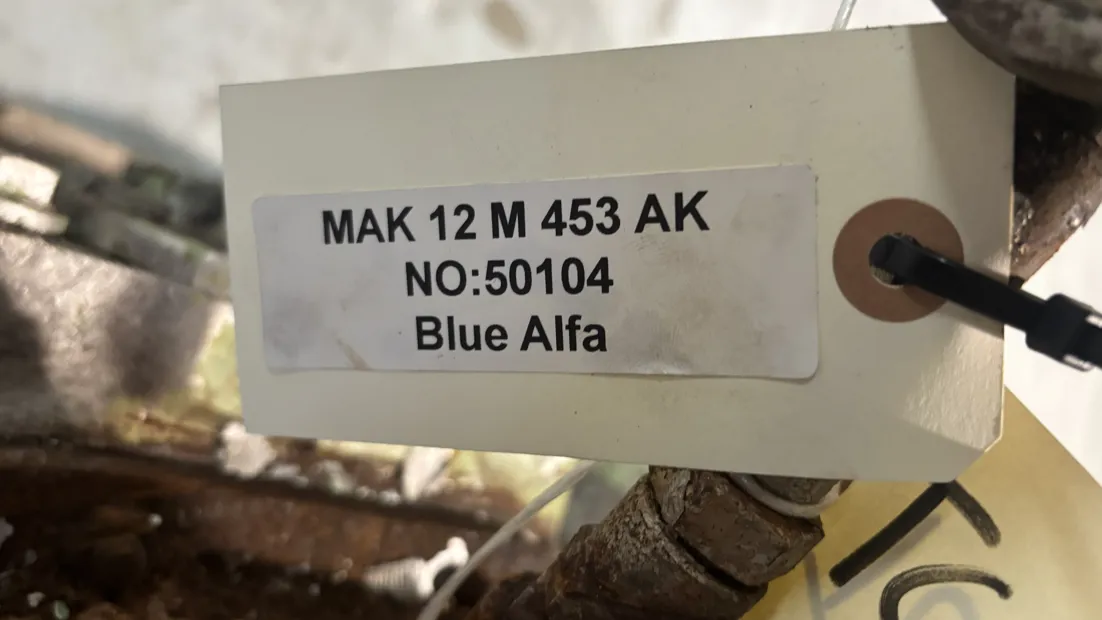 MAK 12 M 453 AK
NO:50104
Blue Alfa